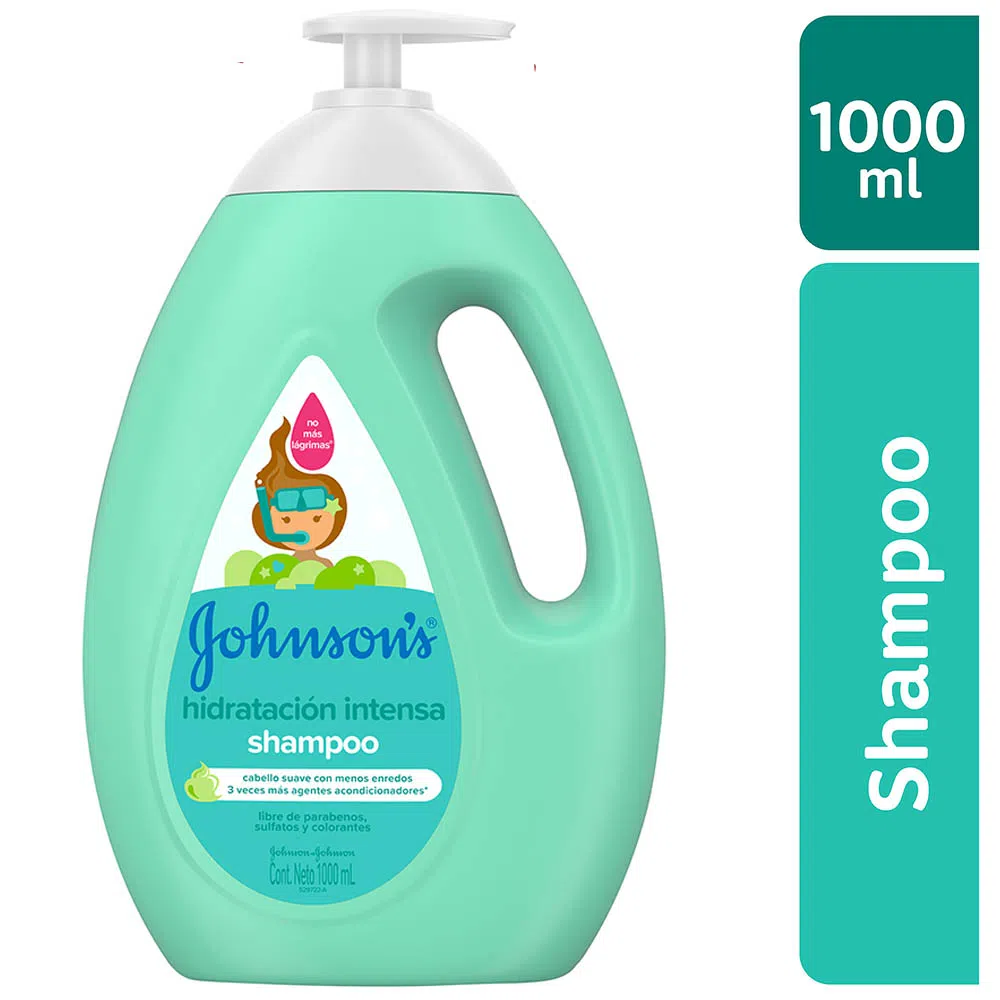 no
más
lágrimas®
Johnson's®
hidratación intensa
shampoo
cabello suave con menos enredos
3 veces más agentes acondicionadores*
libre de parabenos,
sulfatos y colorantes
Johnson+Johnson
Cont. Neto 1000 mL
529722-A
1000
ml
Shampoo